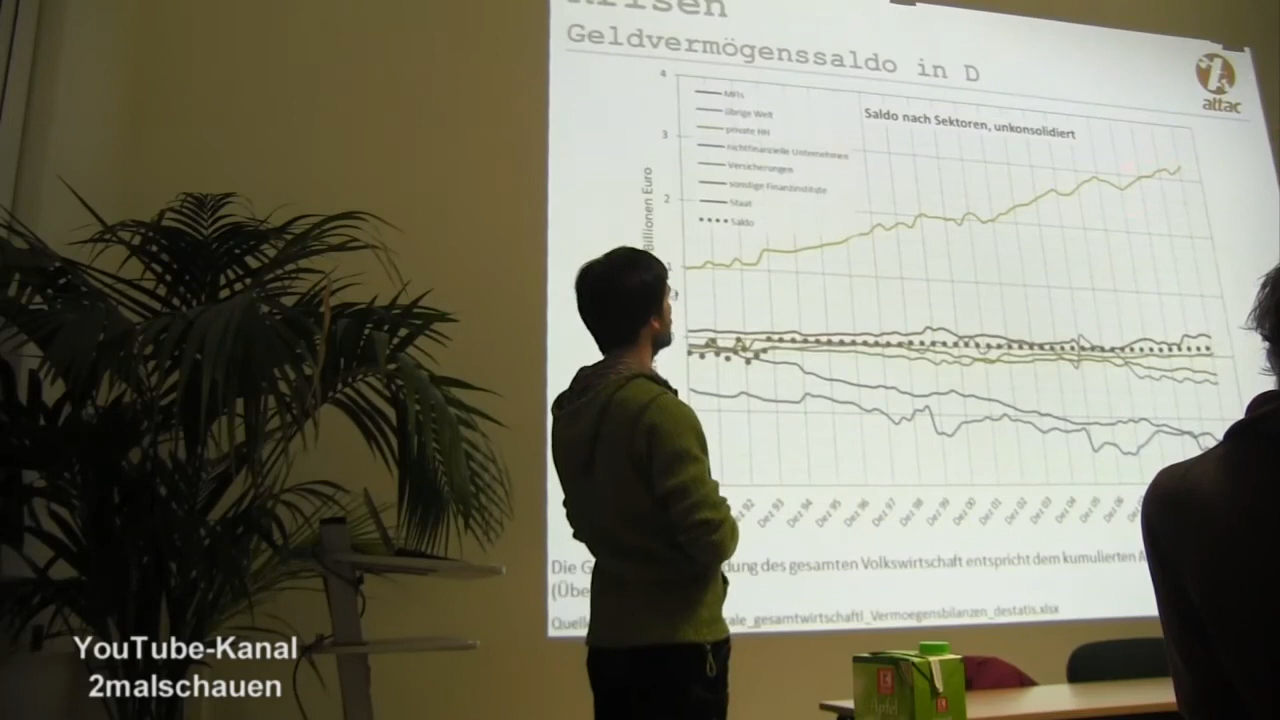 Krisen
Geldvermögenssaldo in D
attac
Saldo nach Sektoren, unkonsolidiert
4
3
2
1
Billionen Euro
MFIs
übrige Welt
private HH
nichtfinanzielle Unternehmen
Versicherungen
sonstige Finanzinstitute
Staat
Saldo
Dez 93
Dez 94
Dez 95
Dez 96
Dez 97
Dez 98
Dez 99
Dez 00
Dez 01
Dez 02
Dez 03
Dez 04
Dez 05
Dez 06
Die G
dung des gesamten Volkswirtschaft entspricht dem kumulierten A
(Übe
Quell
ale_gesamtwirtschaftl_Vermoegensbilanzen_destatis.xlsx
YouTube-Kanal
2malschauen
K
Apfel